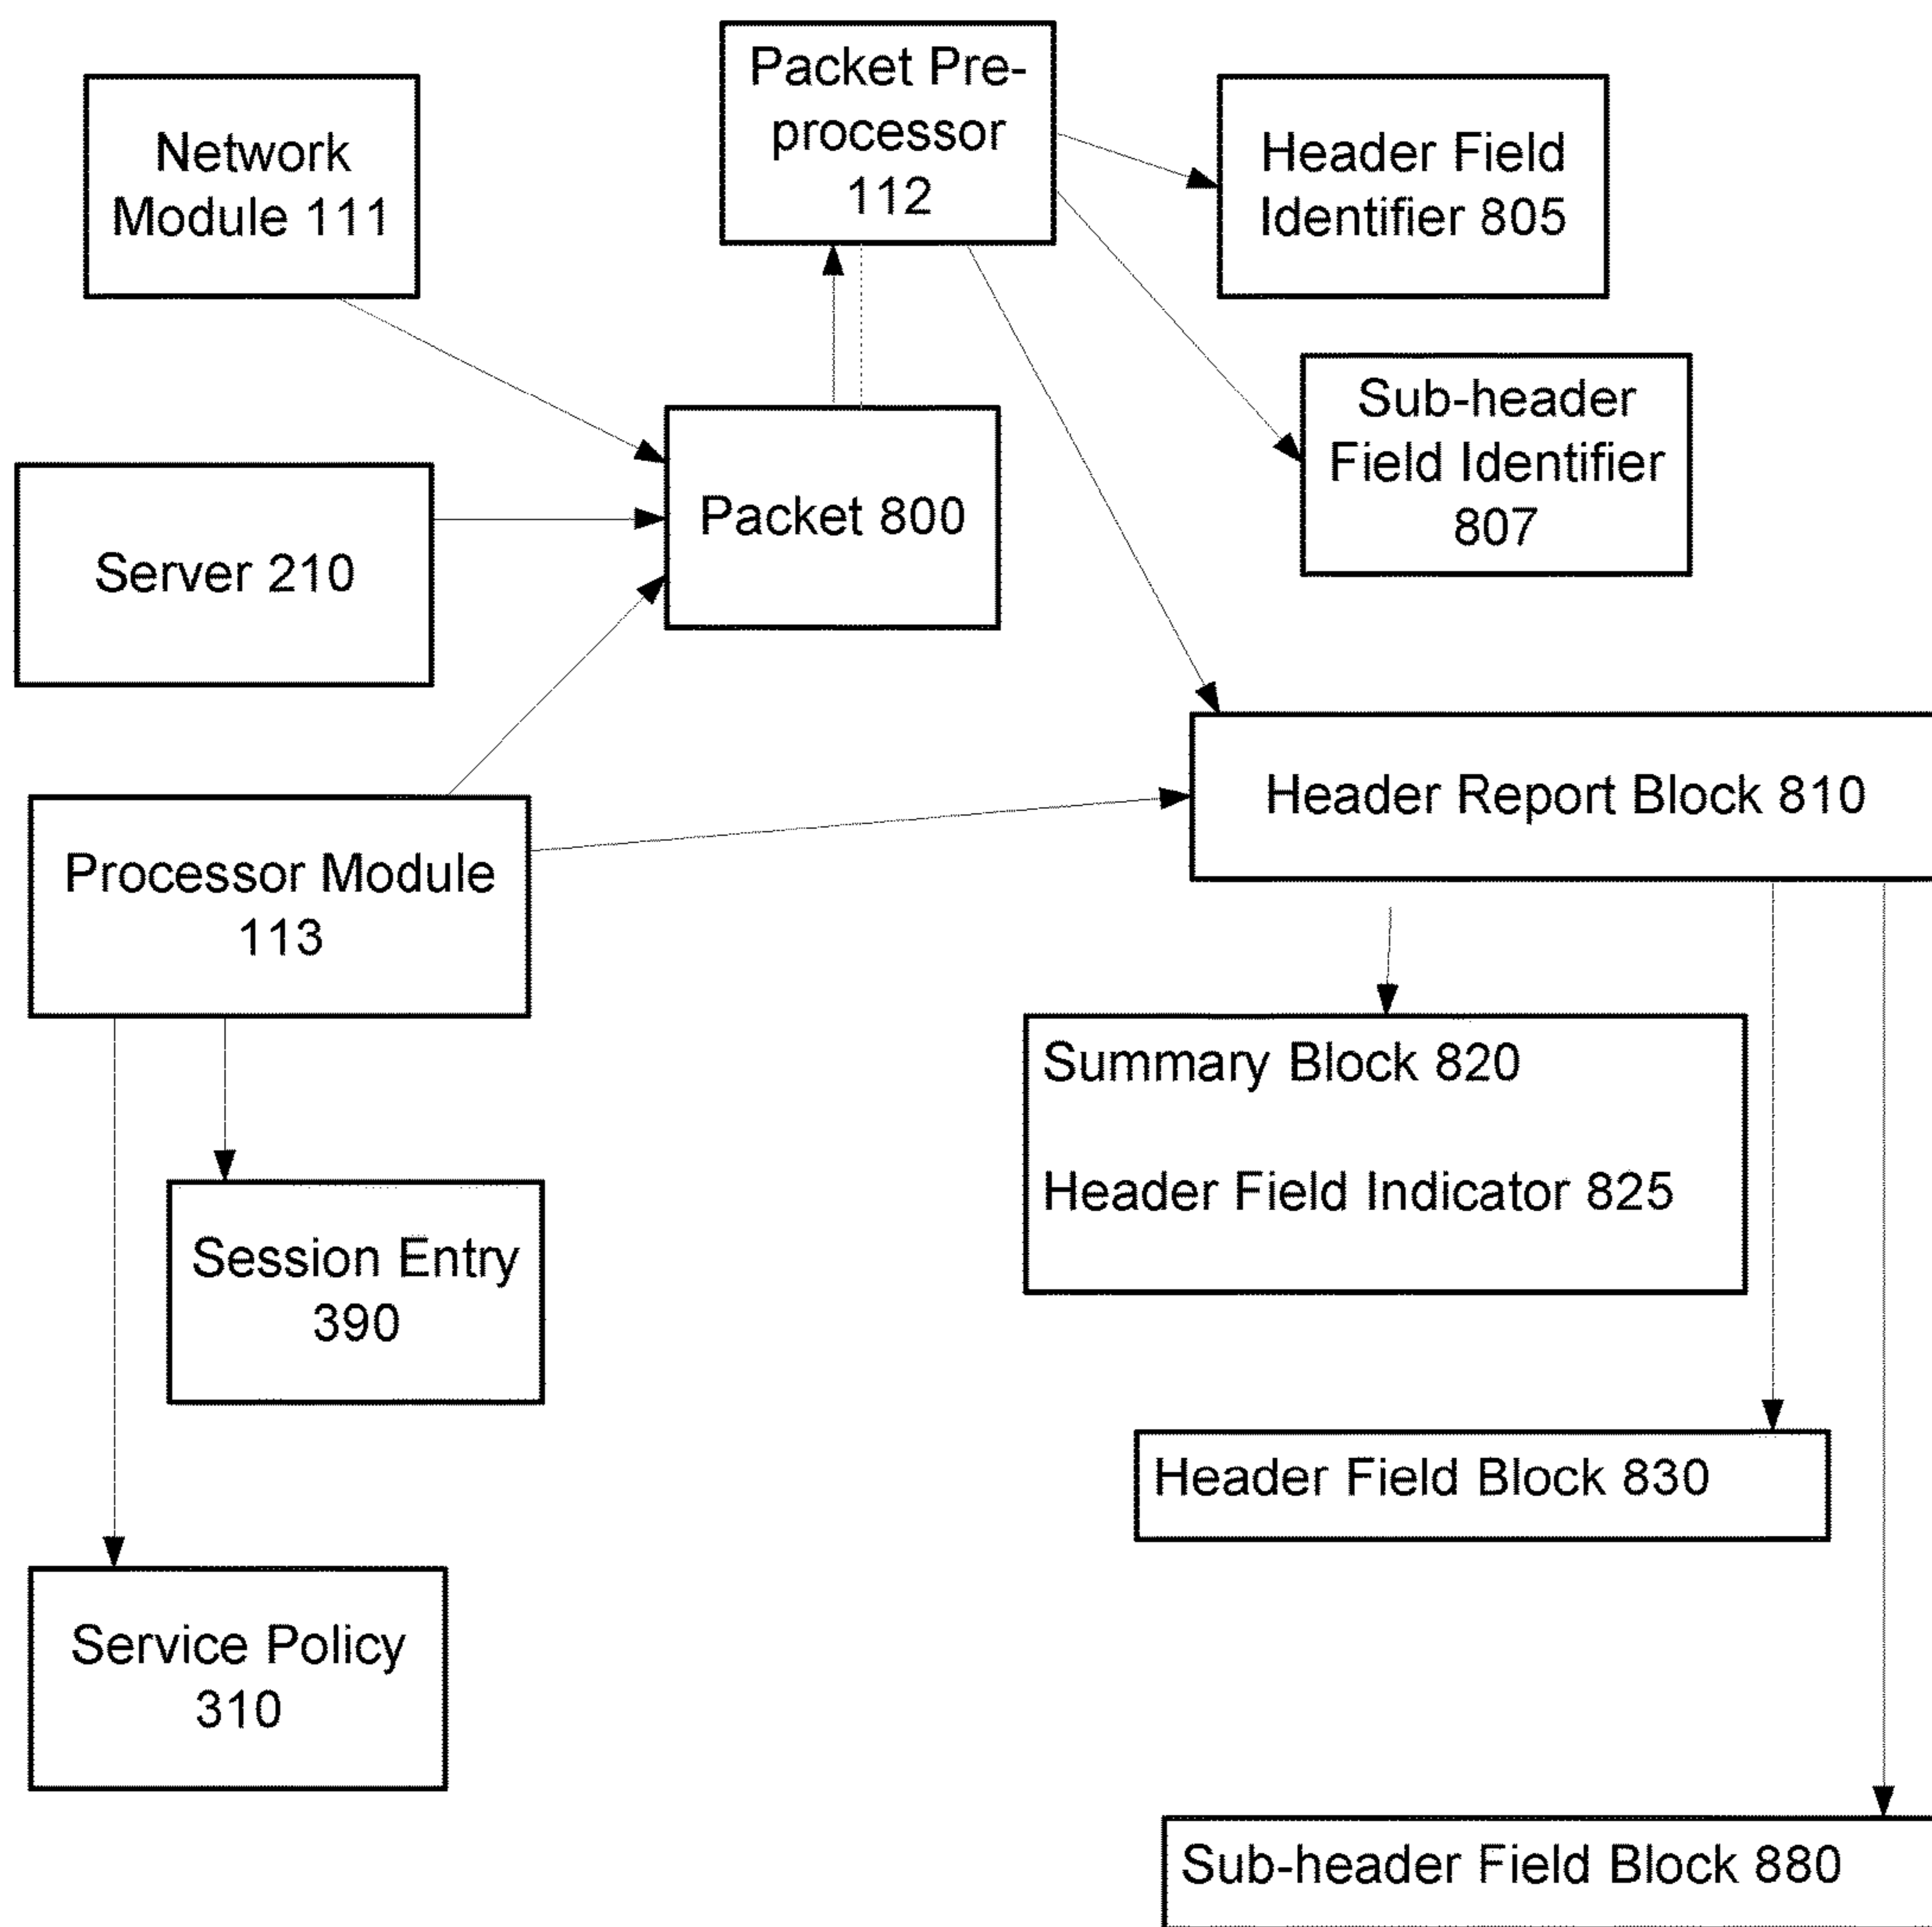 Packet Pre-
processor
112
Network
Module 111
Header Field
Identifier 805
Sub-header
Field Identifier
807
Packet 800
Server 210
Header Report Block 810
Processor Module
113
Summary Block 820
Header Field Indicator 825
Session Entry
390
Header Field Block 830
Service Policy
310
Sub-header Field Block 880